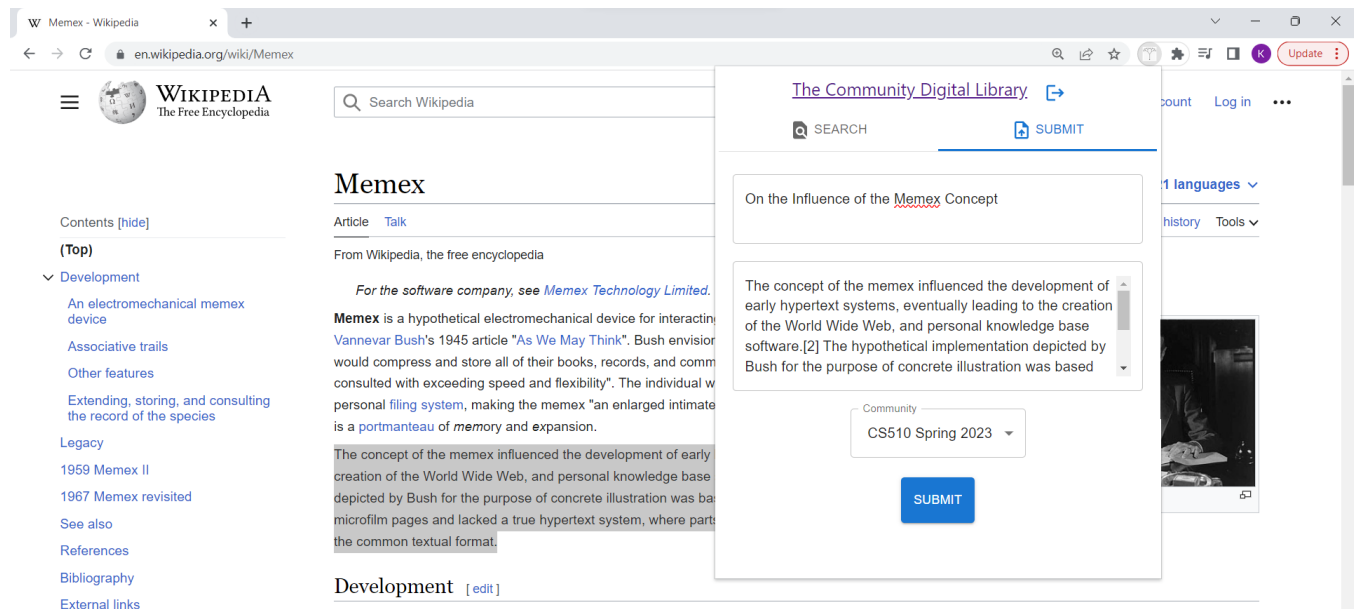 Memex - Wikipedia
en.wikipedia.org/wiki/Memex
K
Update
WIKIPEDIA
The Free Encyclopedia
Search Wikipedia
Log in
Contents [hide]
(Top)
Development
An electromechanical memex
device
Associative trails
Other features
Extending, storing, and consulting
the record of the species
Legacy
1959 Memex II
1967 Memex revisited
See also
References
Bibliography
External links
Memex
languages
Article Talk
history Tools
From Wikipedia, the free encyclopedia
For the software company, see Memex Technology Limited.
Memex is a hypothetical electromechanical device for interacting
Vannevar Bush's 1945 article "As We May Think". Bush
would compress and store all of their books, records, and
consulted with exceeding speed and flexibility". The individual
personal filing system, making the memex "an enlarged intimate
is a portmanteau of memory and expansion.
The concept of the memex influenced the development of early
creation of the World Wide Web, and personal knowledge base
depicted by Bush for the purpose of concrete illustration was
microfilm pages and lacked a true hypertext system, where parts
the common textual format.
Development [ edit ]
The Community Digital Library
SEARCH
SUBMIT
On the Influence of the Memex Concept
The concept of the memex influenced the development of
early hypertext systems, eventually leading to the creation
of the World Wide Web, and personal knowledge base
software.[2] The hypothetical implementation depicted by
Bush for the purpose of concrete illustration was based
Community
CS510 Spring 2023
SUBMIT